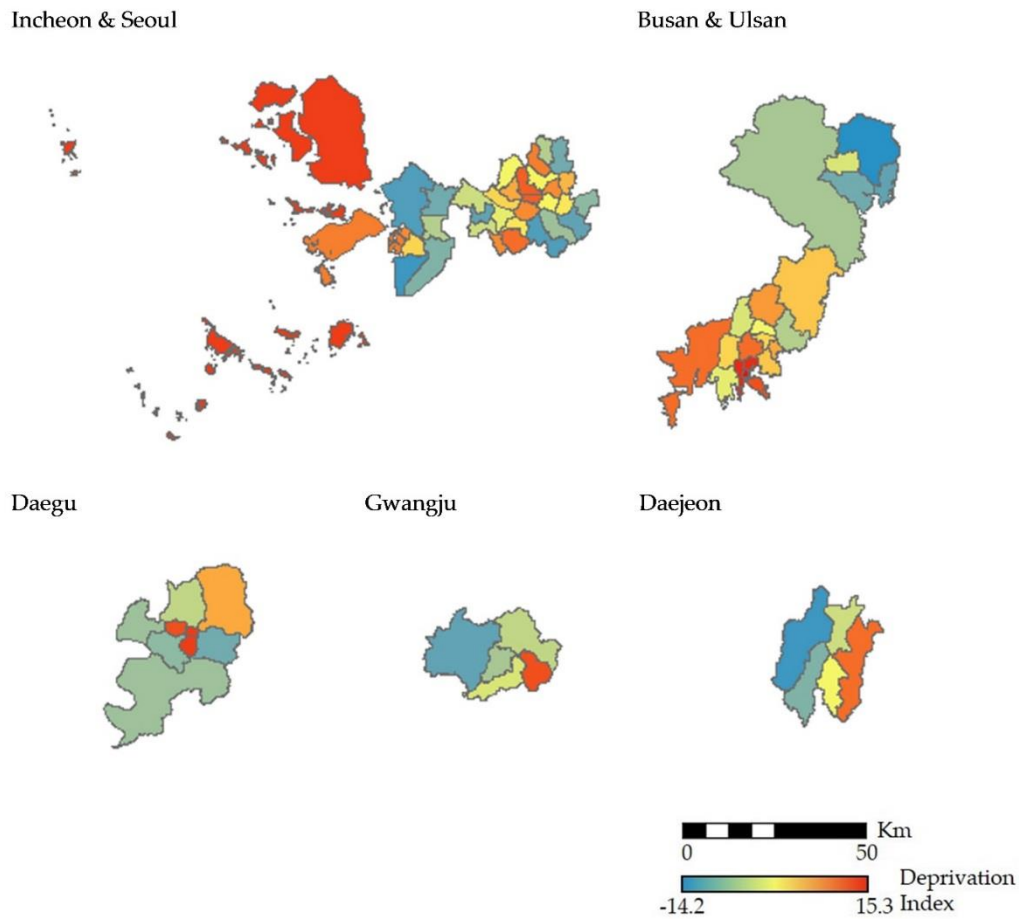 Incheon & Seoul
Busan & Ulsan
Daegu
Gwangju
Daejeon
Km
0 50
Deprivation
-14.2 15.3 Index